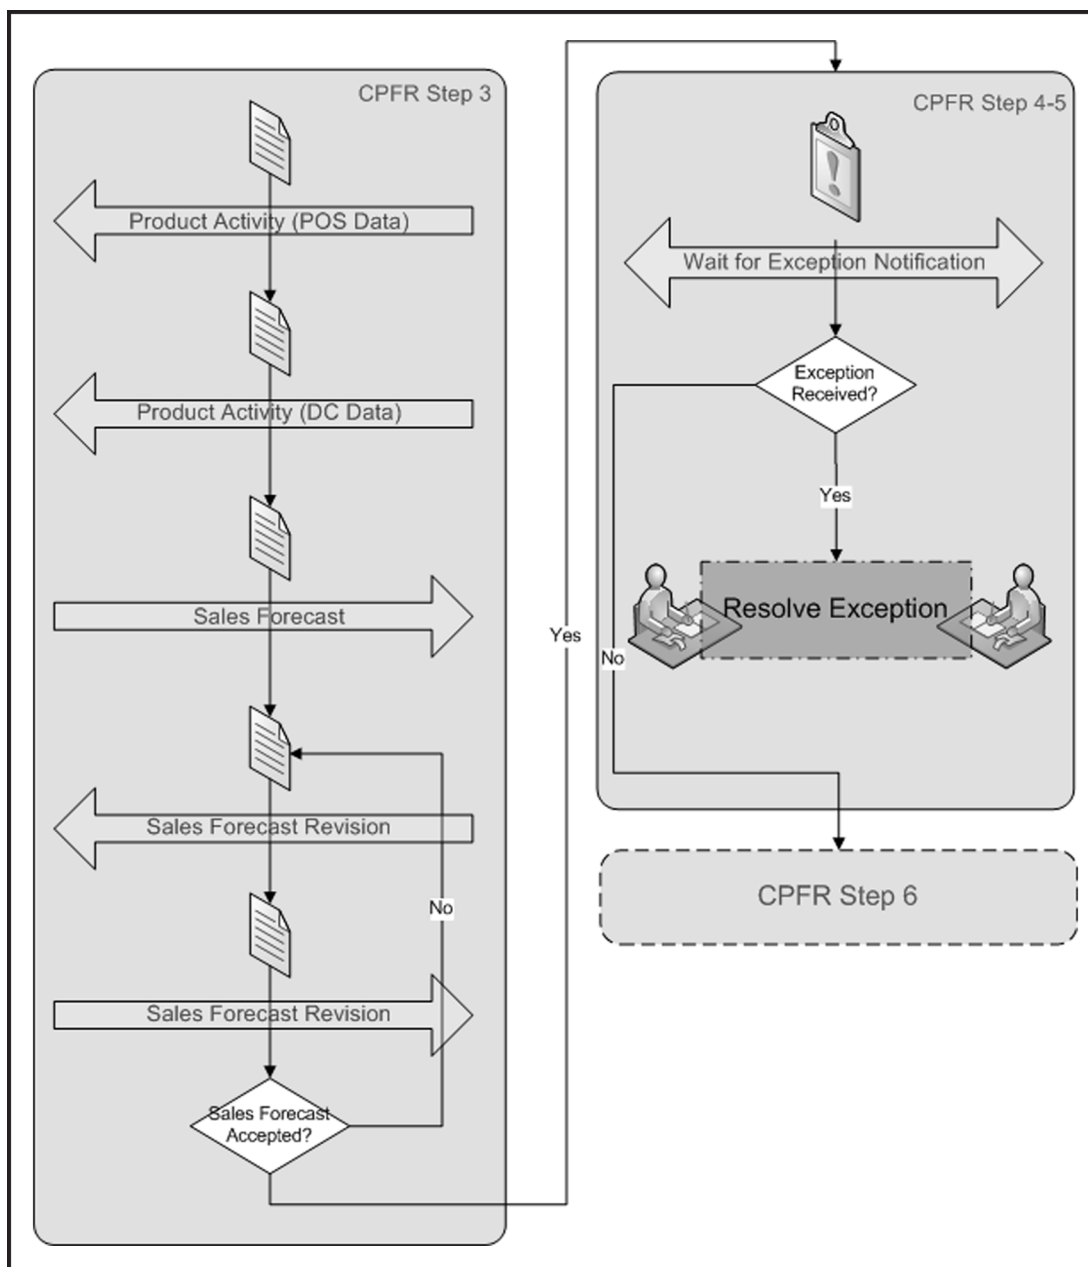 CPFR Step 3
Product Activity (POS Data)
Product Activity (DC Data)
Sales Forecast
Sales Forecast Revision
No
Sales Forecast Revision
Sales Forecast
Accepted?
Yes
CPFR Step 4-5
Wait for Exception Notification
Exception
Received?
Yes
Resolve Exception
No
CPFR Step 6